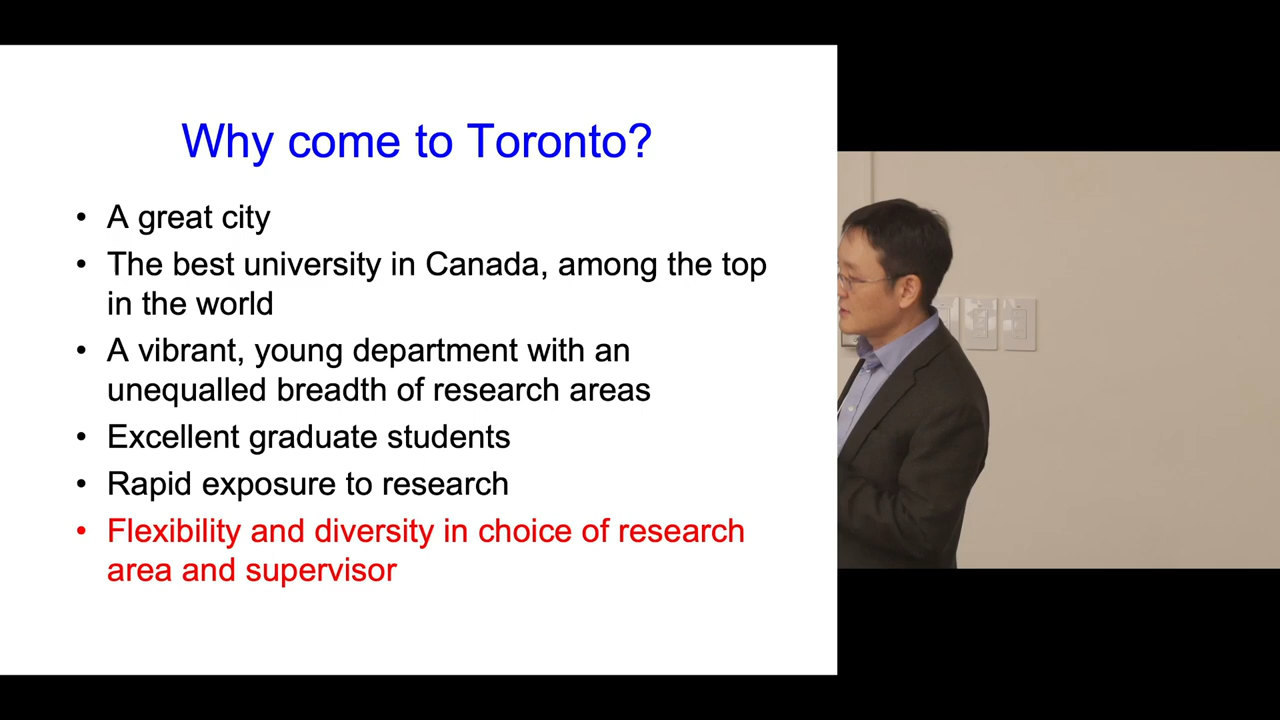 Why come to Toronto?
• A great city
• The best university in Canada, among the top
in the world
• A vibrant, young department with an
unequalled breadth of research areas
• Excellent graduate students
• Rapid exposure to research
• Flexibility and diversity in choice of research
area and supervisor